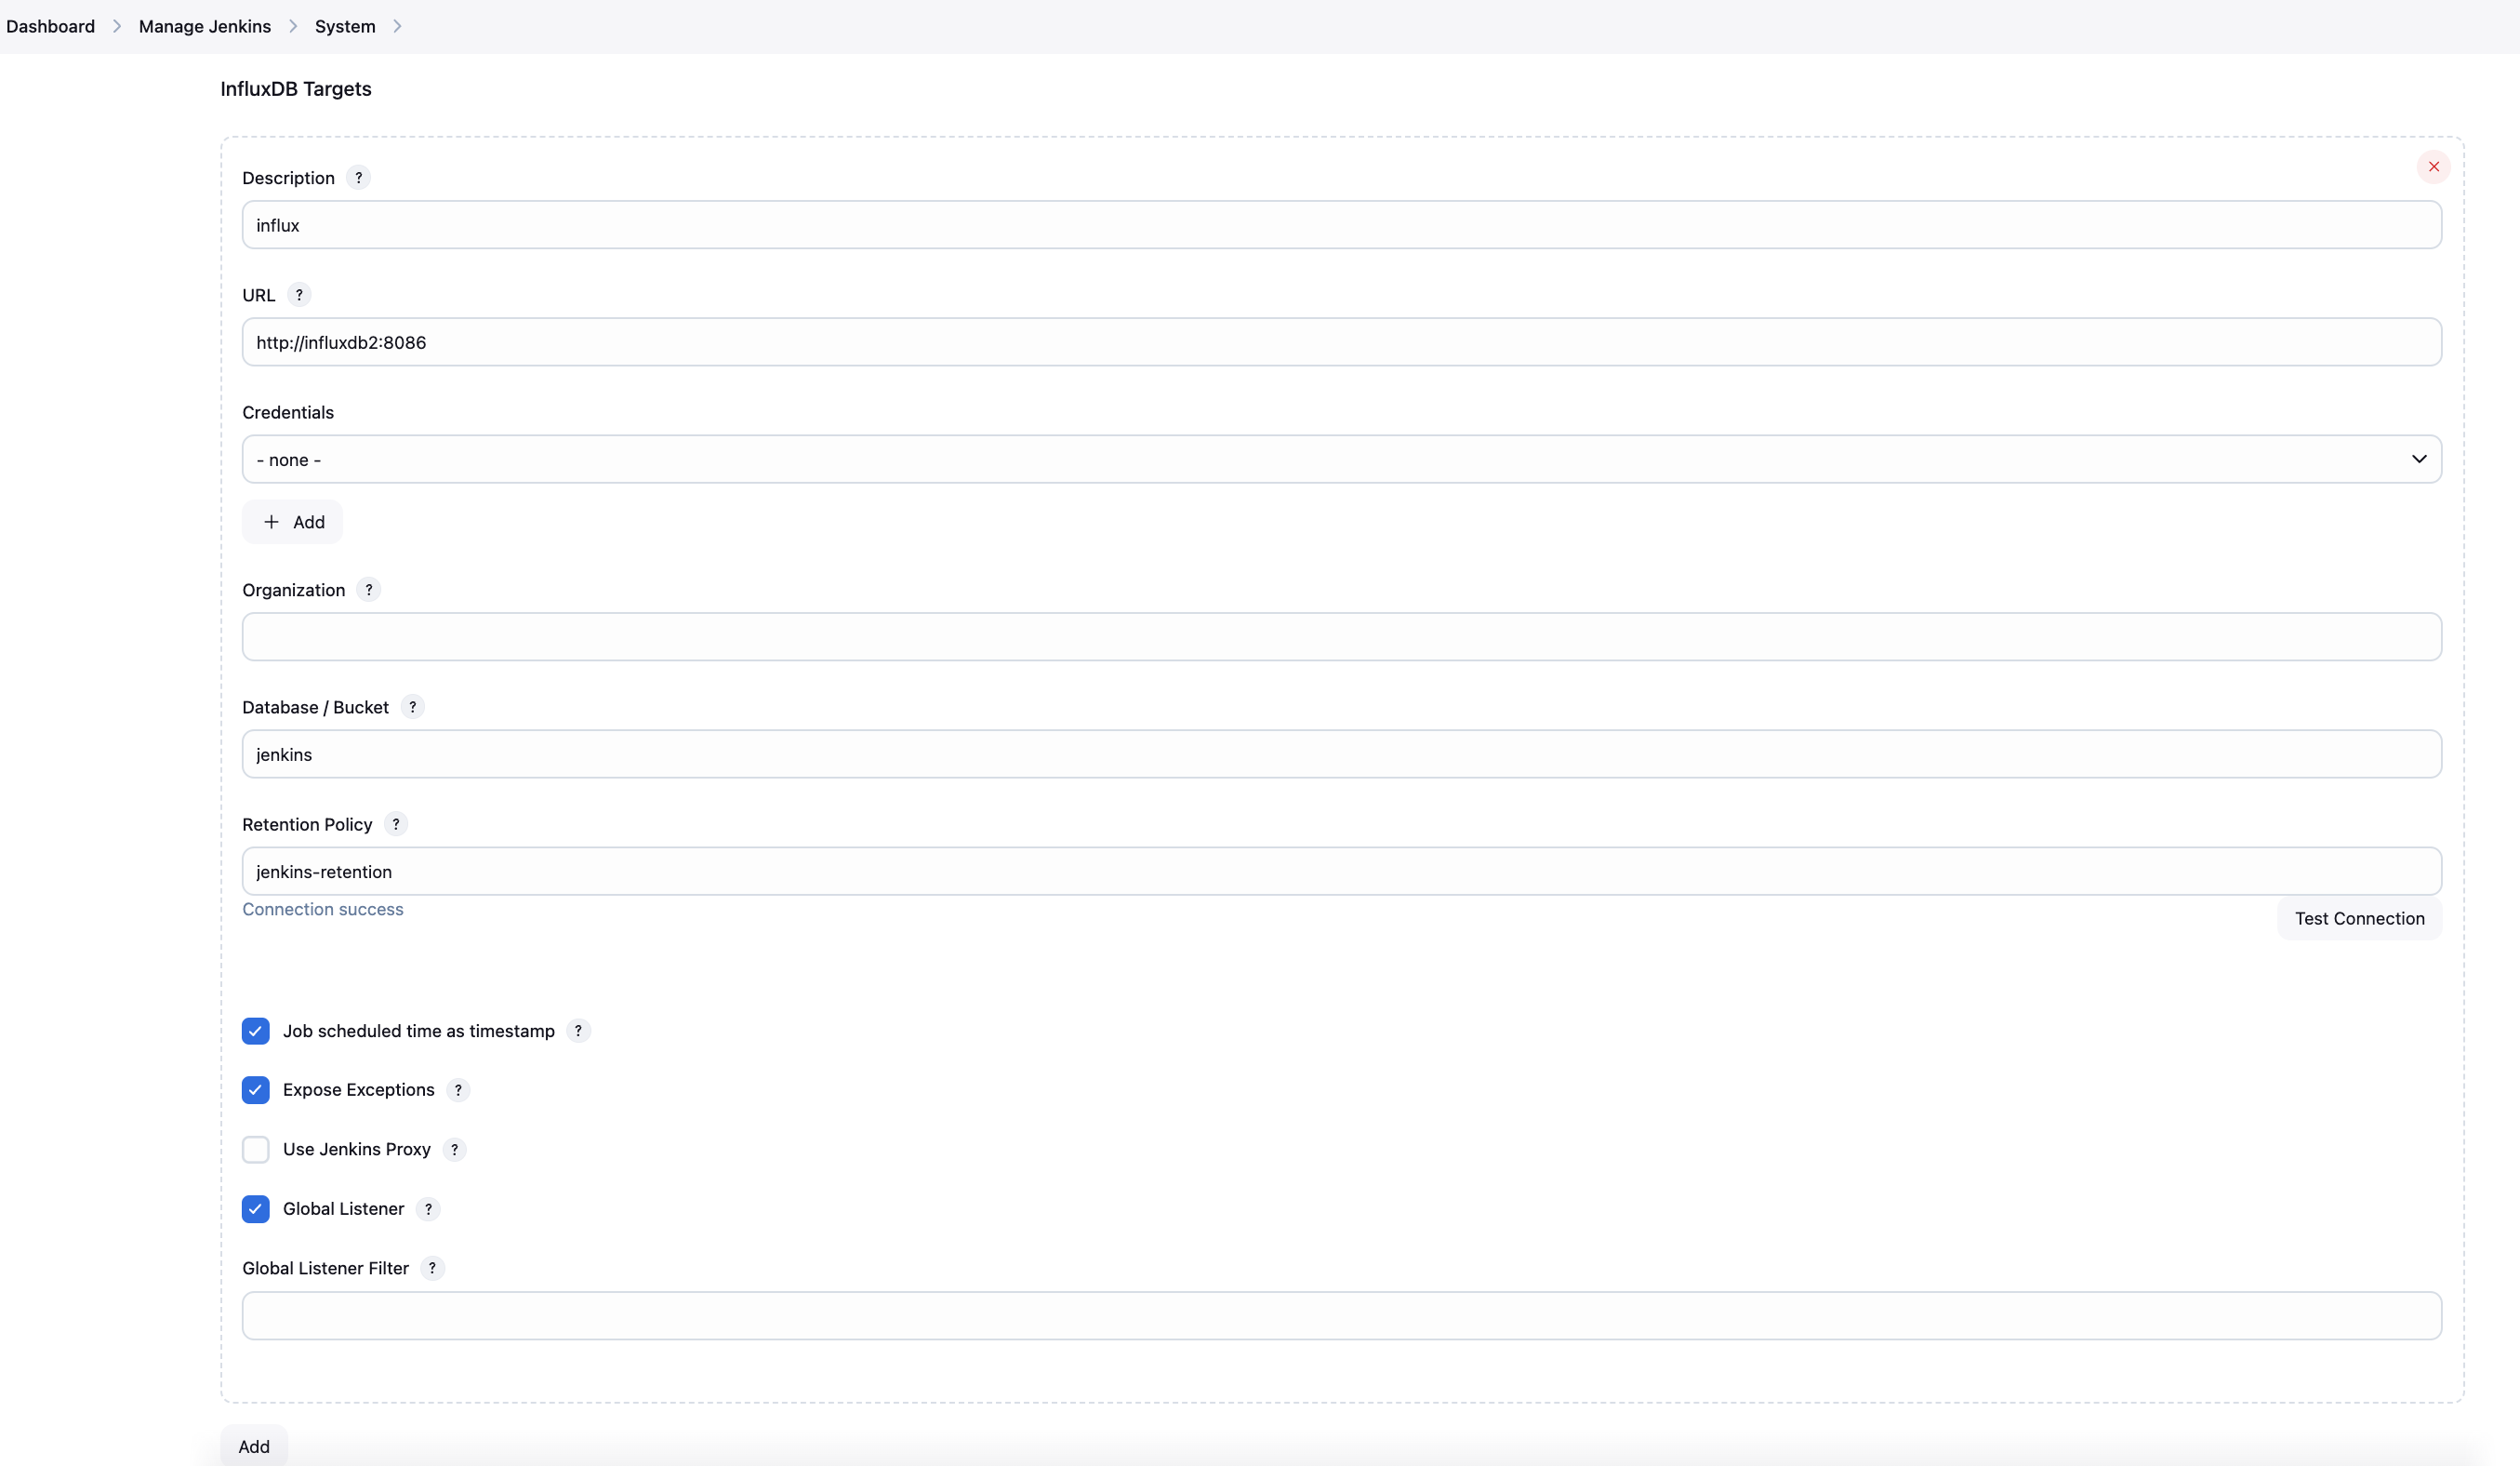 Dashboard > Manage Jenkins > System >
InfluxDB Targets
Description ?
influx
URL ?
http://influxdb2:8086
Credentials
- none -
+ Add
Organization ?
Database / Bucket ?
jenkins
Retention Policy ?
jenkins-retention
Connection success
Test Connection
Job scheduled time as timestamp ?
Expose Exceptions ?
Use Jenkins Proxy ?
Global Listener ?
Global Listener Filter ?
Add